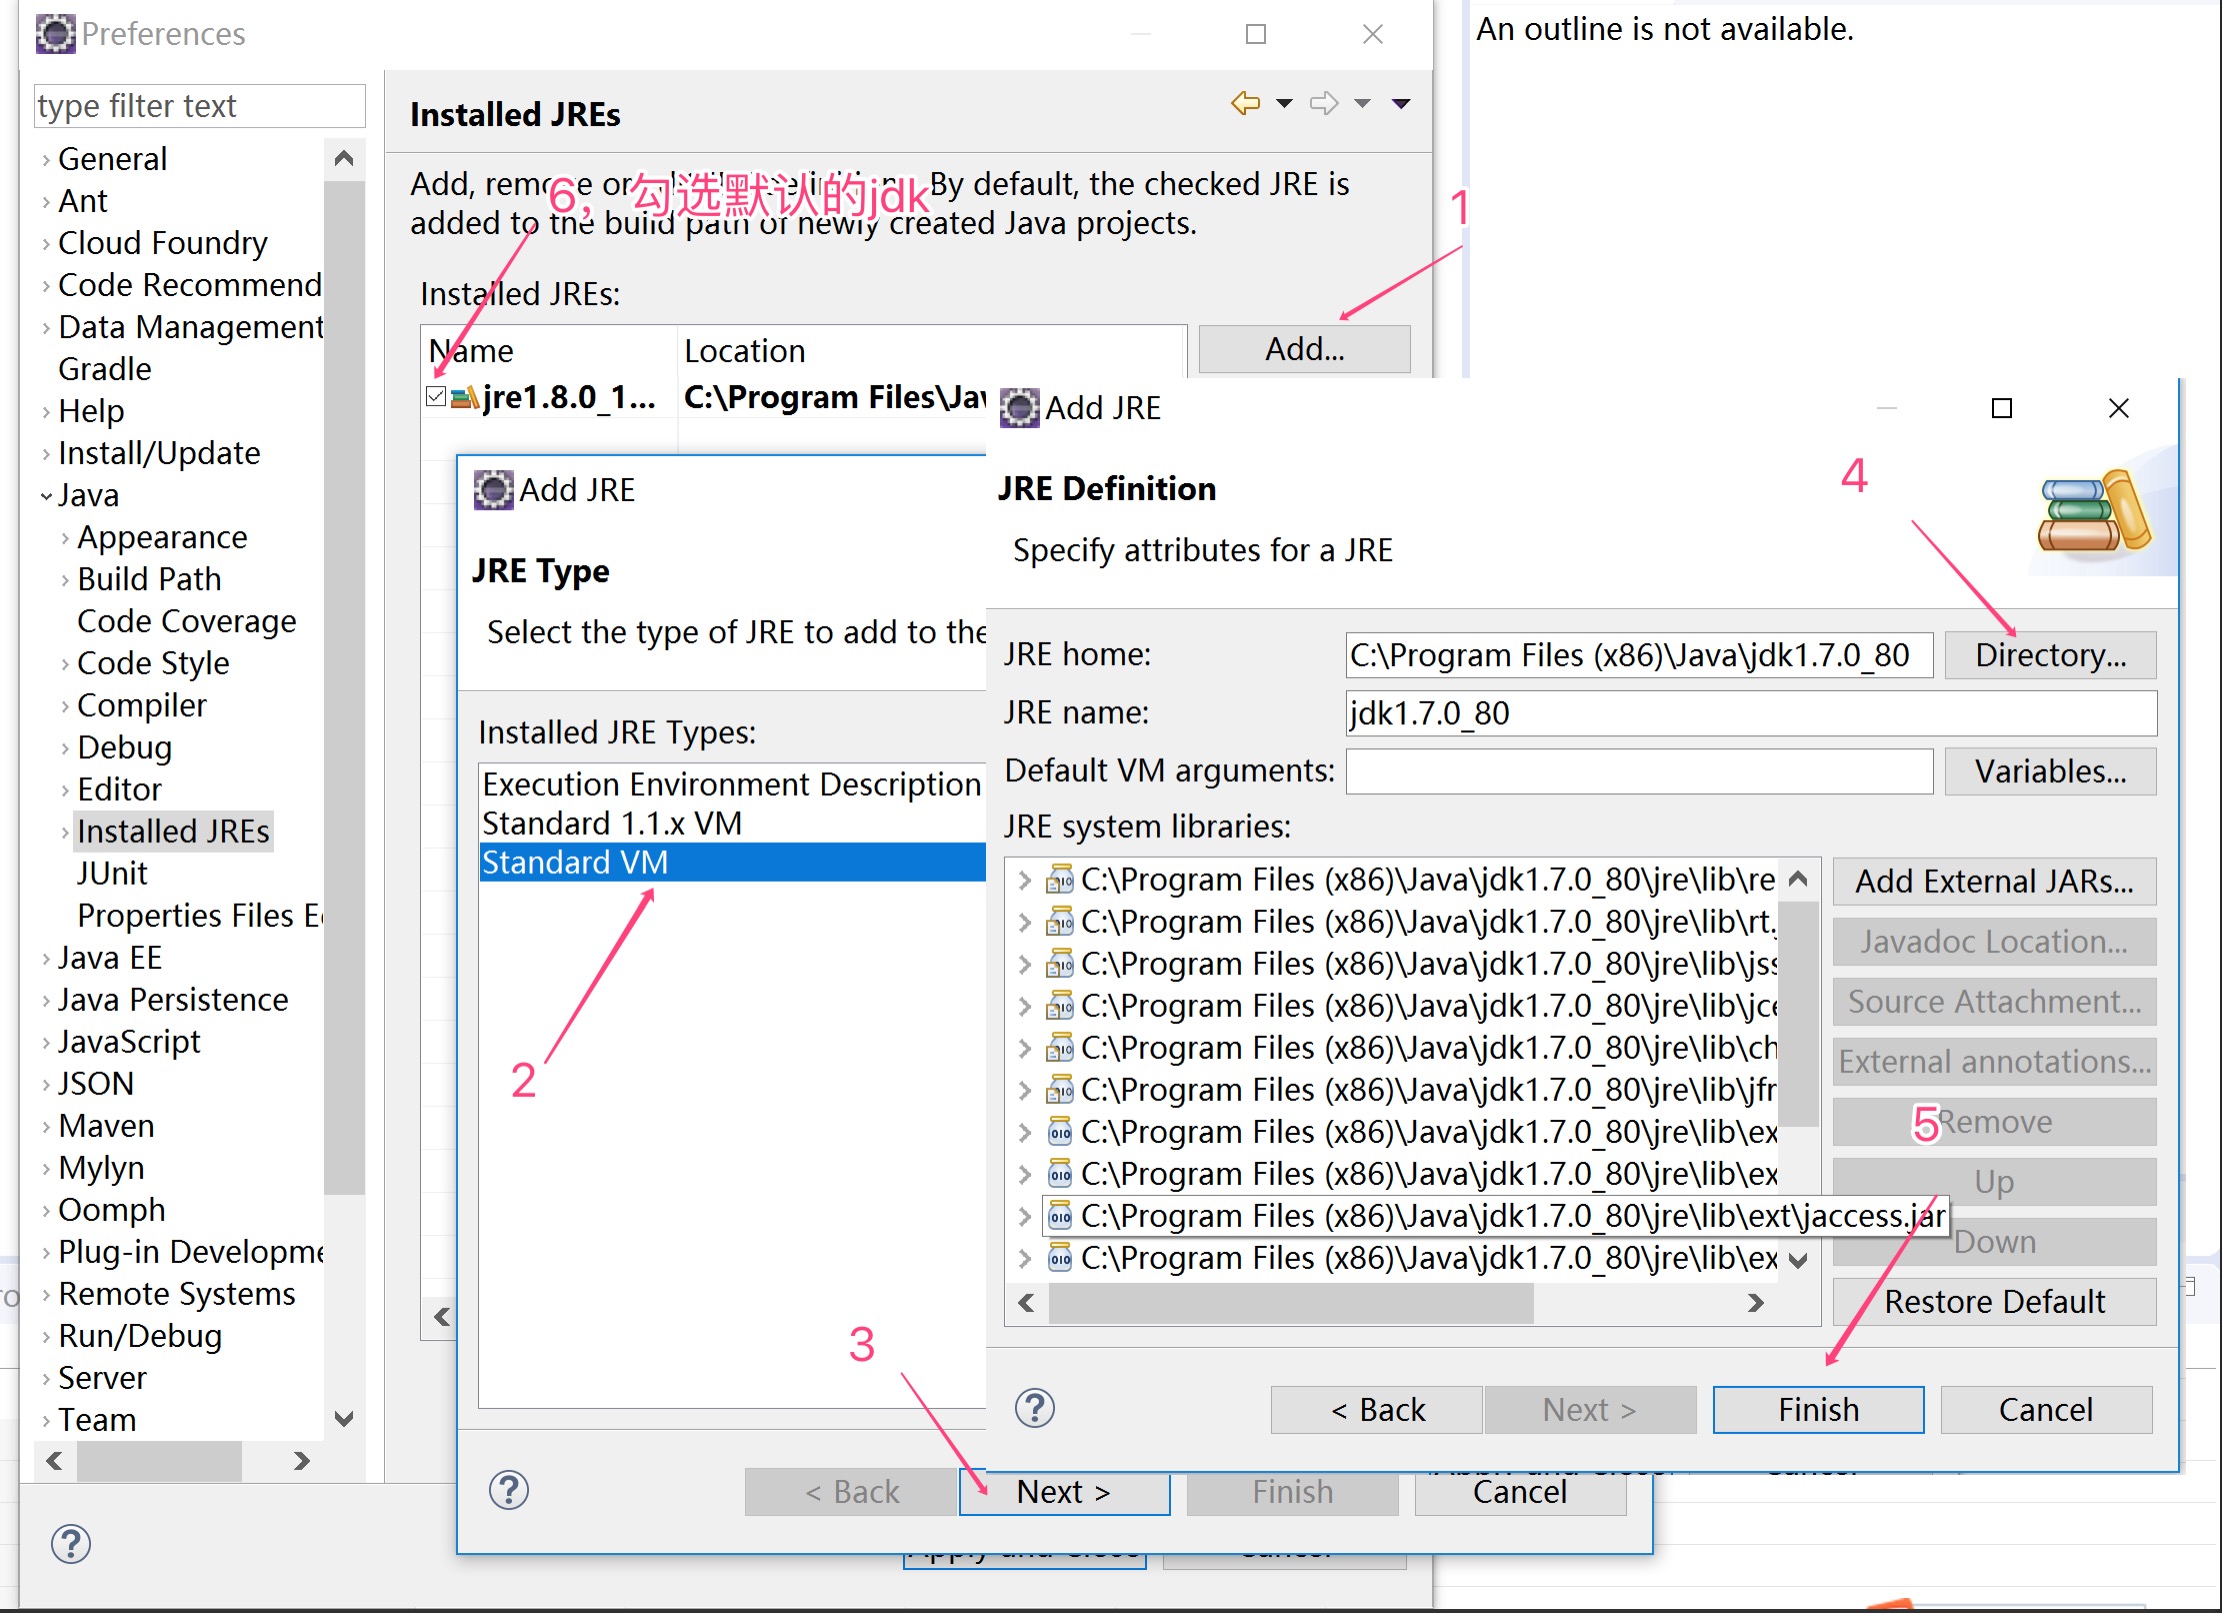 Preferences
An outline is not available.
type filter text
General
Ant
Cloud Foundry
Code Recommend
Data Management
Gradle
Help
Install/Update
Java
Appearance
Build Path
Code Coverage
Code Style
Compiler
Debug
Editor
Installed JREs
JUnit
Properties Files E
Java EE
Java Persistence
JavaScript
JSON
Maven
Mylyn
Oomph
Plug-in Developme
Remote Systems
Run/Debug
Server
Team
Installed JREs
Add, remove or By default, the checked JRE is
added to the build path of newly created Java projects.
6，勾选默认的jdk
1
Installed JREs:
Name Location
Add...
jre1.8.0_1... C:\Program Files\Jav
Add JRE
JRE Type
Select the type of JRE to add to the
Installed JRE Types:
Execution Environment Description
Standard 1.1.x VM
Standard VM
2
3
< Back Next > Finish Cancel
Add JRE
4
JRE Definition
Specify attributes for a JRE
JRE home: C:\Program Files (x86)\Java\jdk1.7.0_80 Directory...
JRE name: jdk1.7.0_80
Default VM arguments: Variables...
JRE system libraries:
C:\Program Files (x86)\Java\jdk1.7.0_80\jre\lib\re
C:\Program Files (x86)\Java\jdk1.7.0_80\jre\lib\rt.
C:\Program Files (x86)\Java\jdk1.7.0_80\jre\lib\jss
C:\Program Files (x86)\Java\jdk1.7.0_80\jre\lib\jce
C:\Program Files (x86)\Java\jdk1.7.0_80\jre\lib\ch
C:\Program Files (x86)\Java\jdk1.7.0_80\jre\lib\jfr
C:\Program Files (x86)\Java\jdk1.7.0_80\jre\lib\ex
C:\Program Files (x86)\Java\jdk1.7.0_80\jre\lib\ex
C:\Program Files (x86)\Java\jdk1.7.0_80\jre\lib\ext\jaccess.jar
C:\Program Files (x86)\Java\jdk1.7.0_80\jre\lib\ex
Add External JARs...
Javadoc Location...
Source Attachment...
External annotations...
5
Remove
Up
Down
Restore Default
< Back Next > Finish Cancel